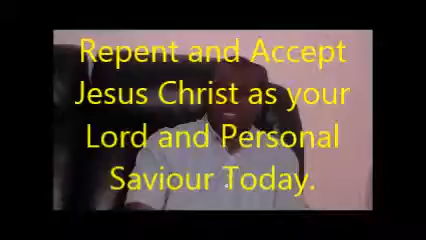 Repent and Accept
Jesus Christ as your
Lord and Personal
Saviour Today.